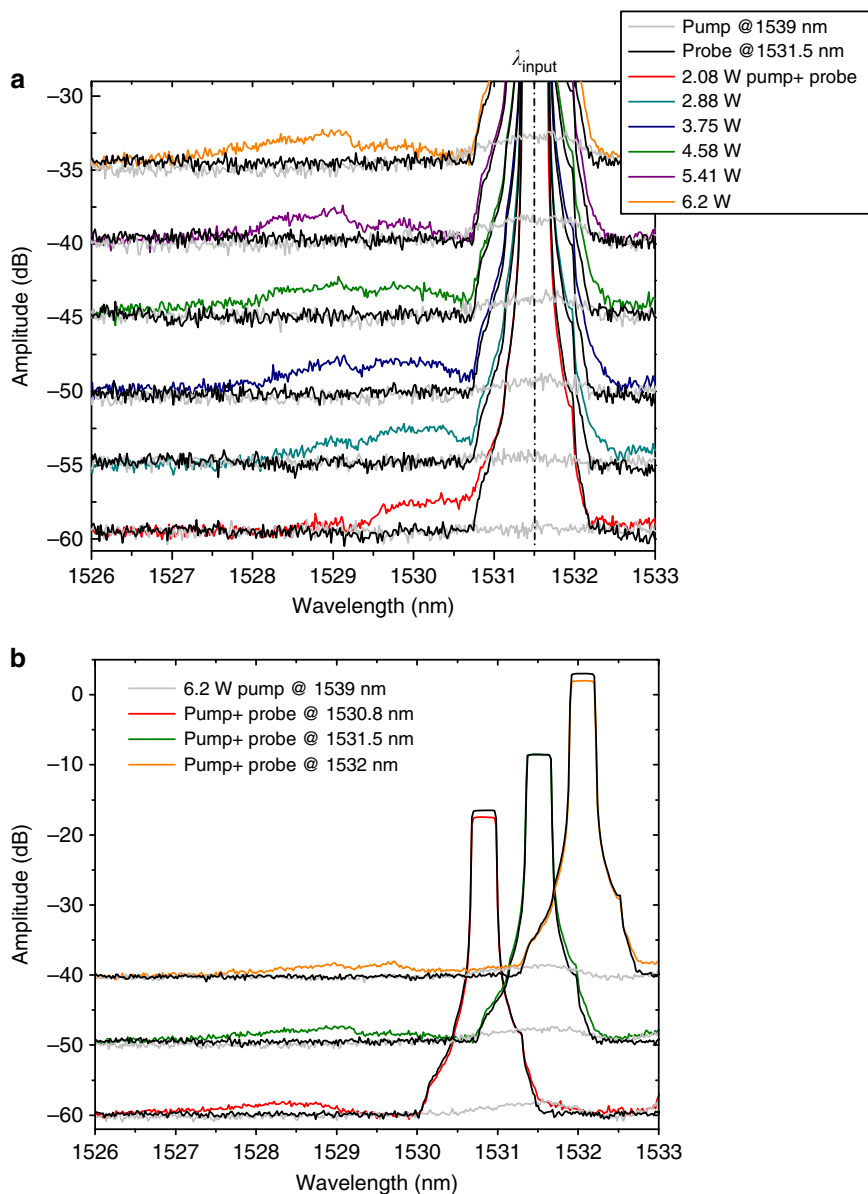 Pump @1539 nm
Probe @1531.5 nm
2.08 W pump+ probe
2.88 W
3.75 W
4.58 W
5.41 W
6.2 W
a
λinput
−30
−35
−40
−45
−50
−55
−60
Amplitude (dB)
1526 1527 1528 1529 1530 1531 1532 1533
Wavelength (nm)
b
6.2 W pump @ 1539 nm
Pump+ probe @ 1530.8 nm
Pump+ probe @ 1531.5 nm
Pump+ probe @ 1532 nm
0
−10
−20
−30
−40
−50
−60
Amplitude (dB)
1526 1527 1528 1529 1530 1531 1532 1533
Wavelength (nm)